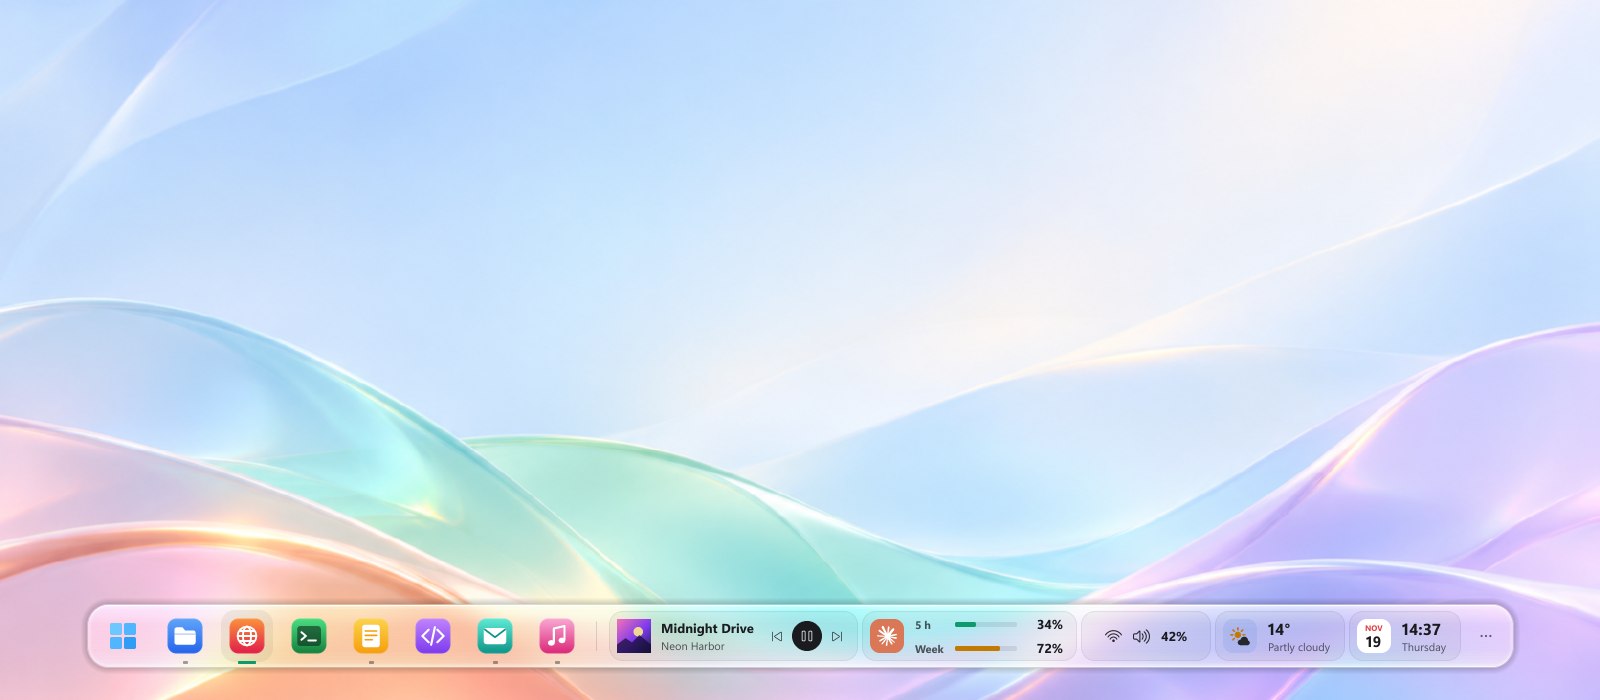 Midnight Drive
Neon Harbor
5 h 34%
Week 72%
42%
14°
Partly cloudy
NOV
19
14:37
Thursday